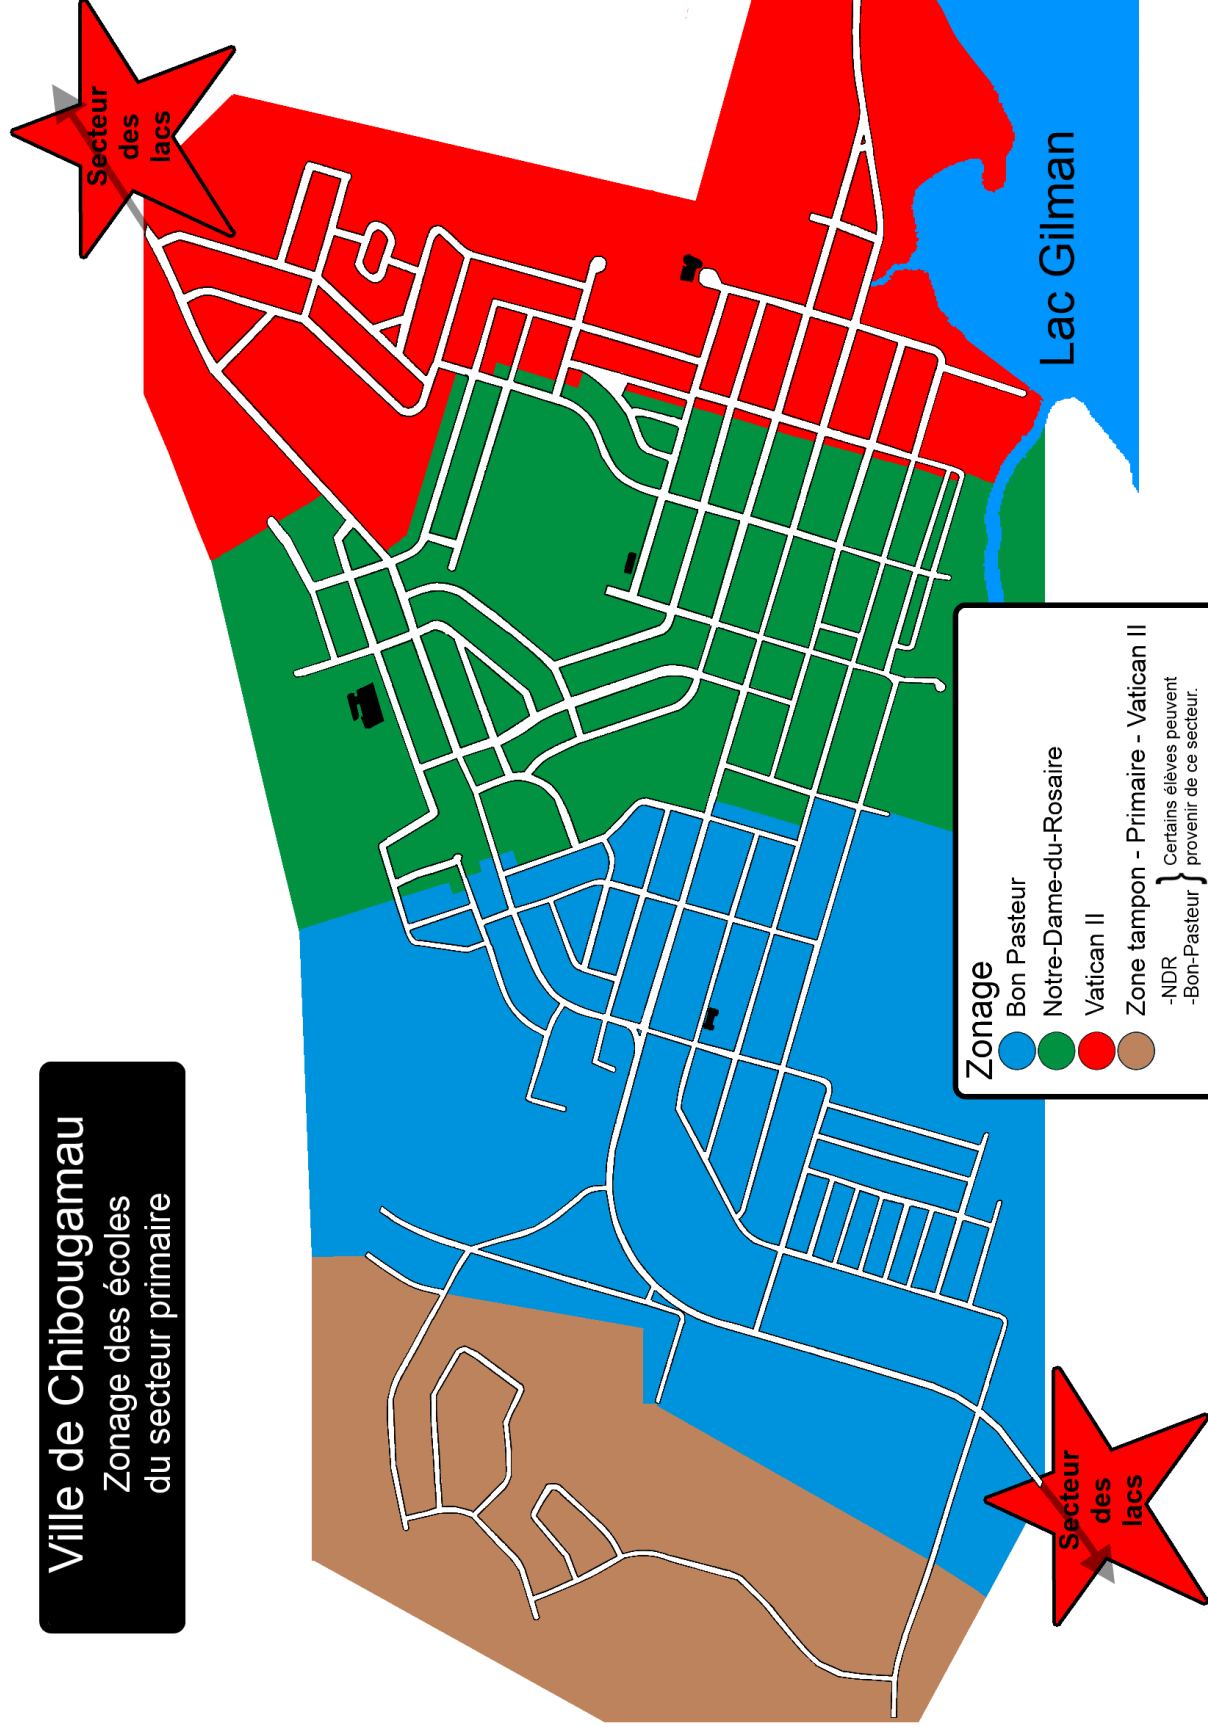 Ville de Chibougamau
Zonage des écoles
du secteur primaire
Secteur
des
lacs
Lac Gilman
Secteur
des
lacs
Zonage
Bon Pasteur
Notre-Dame-du-Rosaire
Vatican II
Zone tampon - Primaire - Vatican II
-NDR
-Bon-Pasteur
} Certains élèves peuvent
provenir de ce secteur.